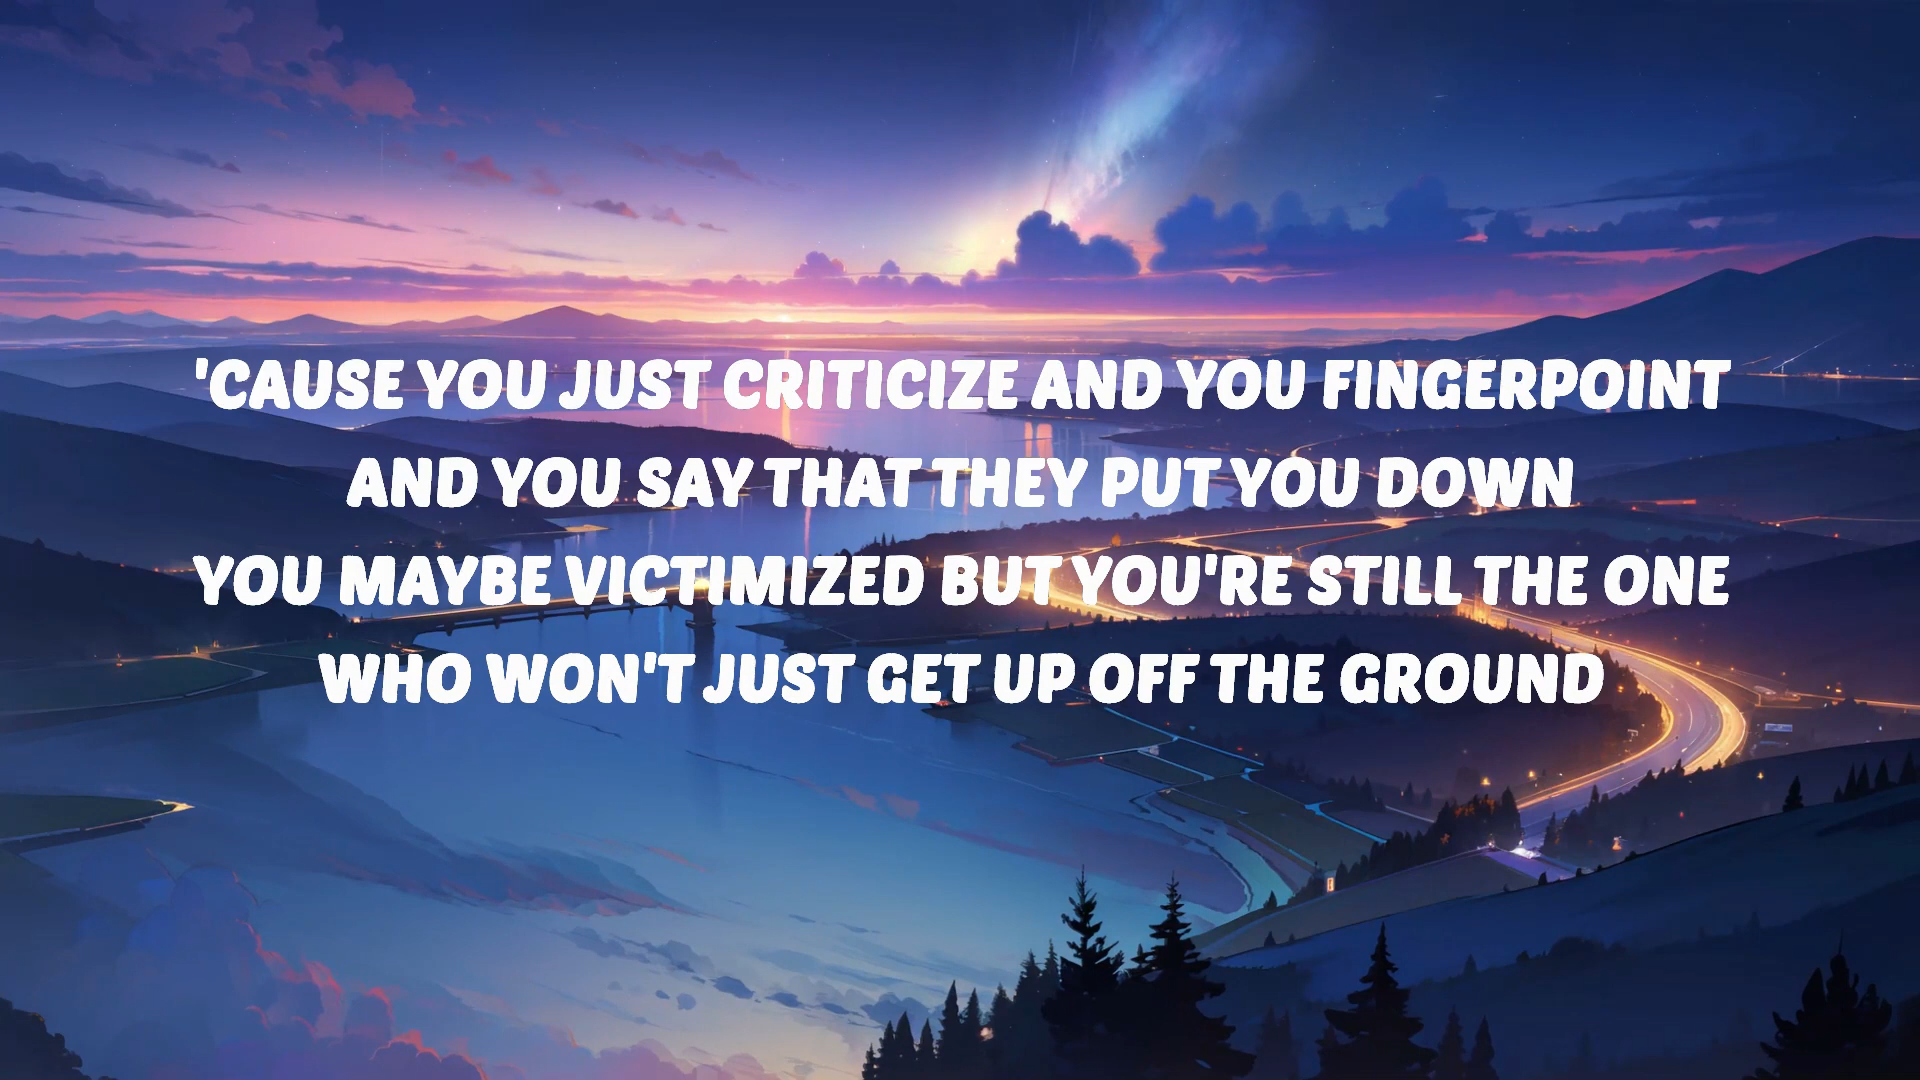 'CAUSE YOU JUST CRITICIZE AND YOU FINGERPOINT
AND YOU SAY THAT THEY PUT YOU DOWN
YOU MAYBE VICTIMIZED BUT YOU'RE STILL THE ONE
WHO WON'T JUST GET UP OFF THE GROUND